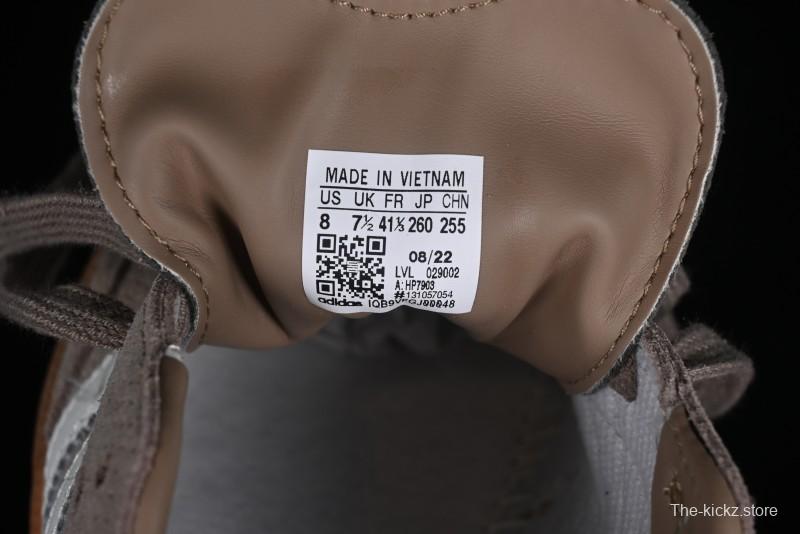 MADE IN VIETNAM
US UK FR JP CHN
8 7½ 41⅓ 260 255
08/22
LVL 029002
A: HP7903
#131057054
adidas
The-kickz.store